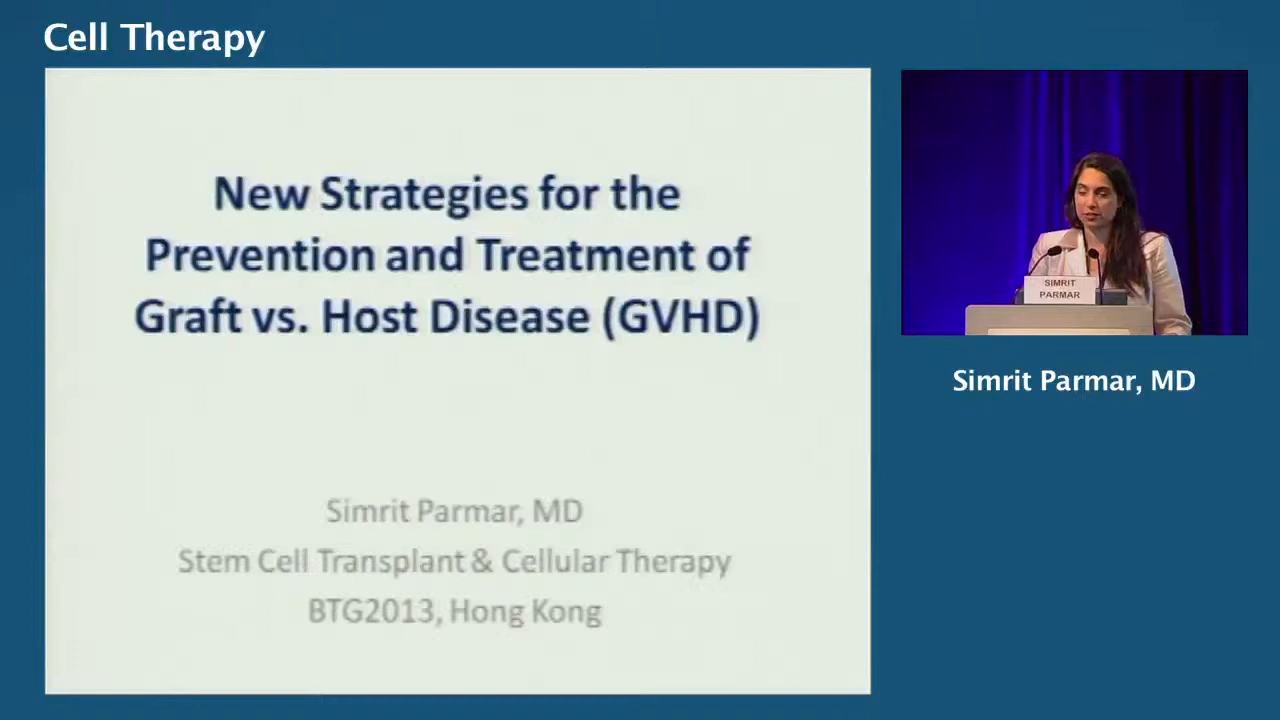 Cell Therapy
New Strategies for the
Prevention and Treatment of
Graft vs. Host Disease (GVHD)
Simrit Parmar, MD
Stem Cell Transplant & Cellular Therapy
BTG2013, Hong Kong
SIMRIT
PARMAR
Simrit Parmar, MD